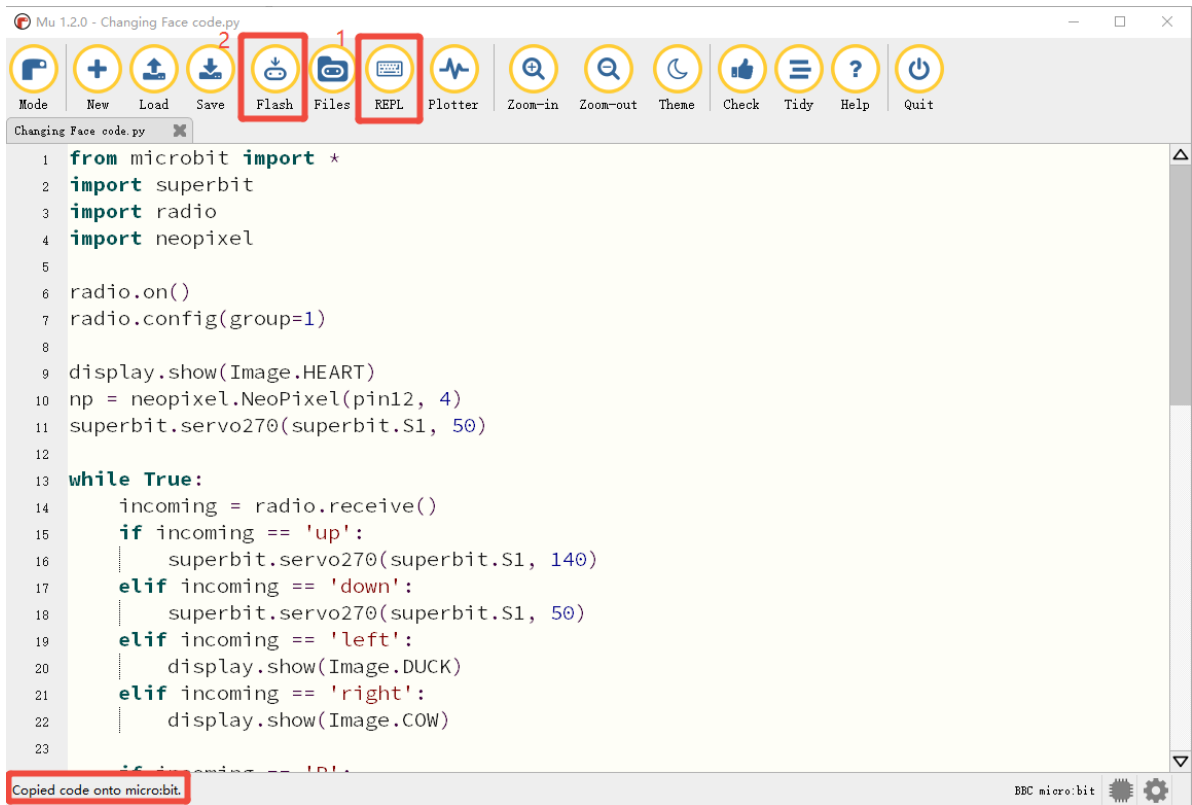 Mu 1.2.0 - Changing Face code.py
2 1
Mode New Load Save Flash Files REPL Plotter Zoom-in Zoom-out Theme Check Tidy Help Quit
Changing Face code.py
1 from microbit import *
2 import superbit
3 import radio
4 import neopixel
5
6 radio.on()
7 radio.config(group=1)
8
9 display.show(Image.HEART)
10 np = neopixel.NeoPixel(pin12, 4)
11 superbit.servo270(superbit.S1, 50)
12
13 while True:
14 incoming = radio.receive()
15 if incoming == 'up':
16 superbit.servo270(superbit.S1, 140)
17 elif incoming == 'down':
18 superbit.servo270(superbit.S1, 50)
19 elif incoming == 'left':
20 display.show(Image.DUCK)
21 elif incoming == 'right':
22 display.show(Image.COW)
23
Copied code onto micro:bit. BBC micro:bit